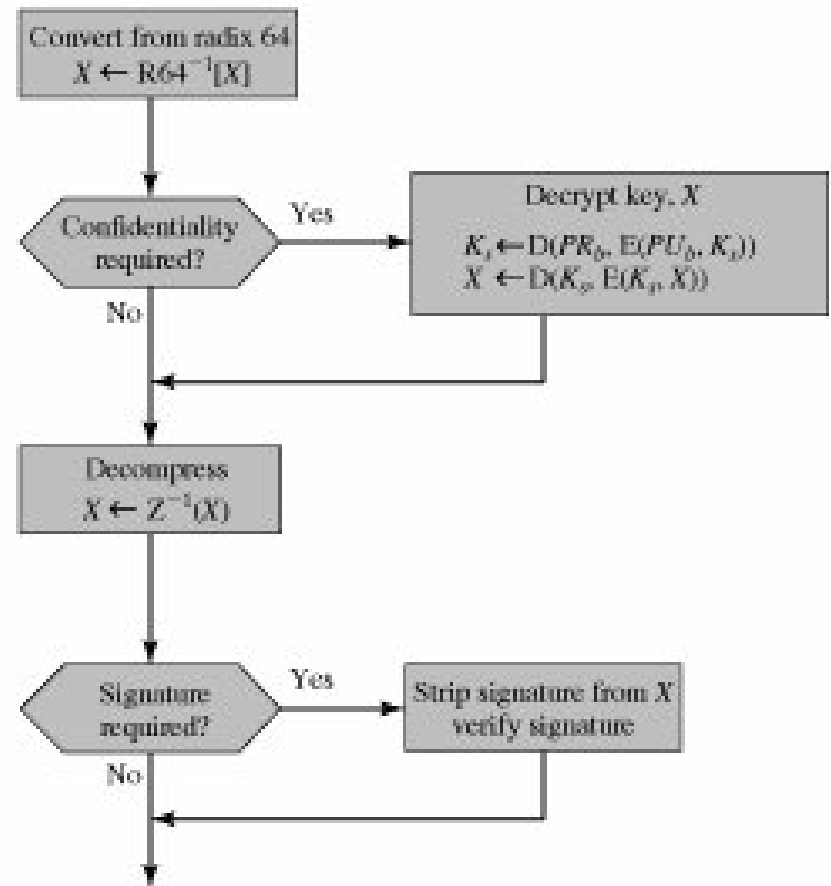 Convert from radix 64
X ← R64⁻¹[X]
Confidentiality
required?
Yes
No
Decrypt key, X
Kₛ ← D(PR_b, E(PU_b, Kₛ))
X ← D(Kₛ, E(Kₛ, X))
Decompress
X ← Z⁻¹(X)
Signature
required?
Yes
No
Strip signature from X
verify signature